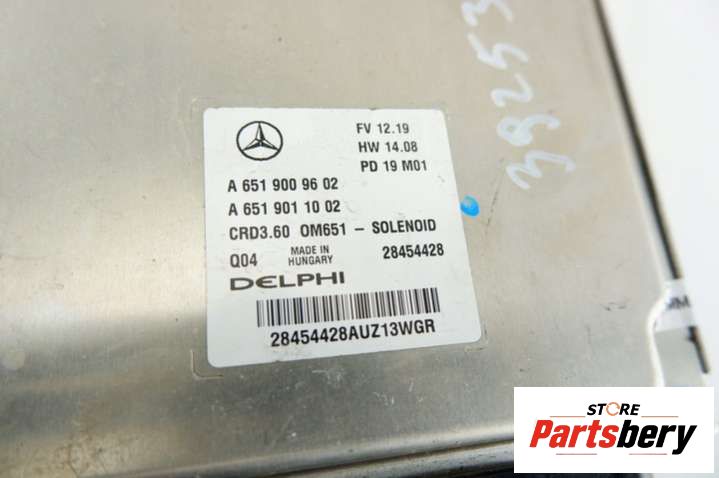 39253
FV 12.19
HW 14.08
PD 19 M01
A 651 900 96 02
A 651 901 10 02
CRD3.60 OM651 - SOLENOID
Q04 MADE IN HUNGARY 28454428
DELPHI
28454428AUZ13WGR
STORE
Partsbery